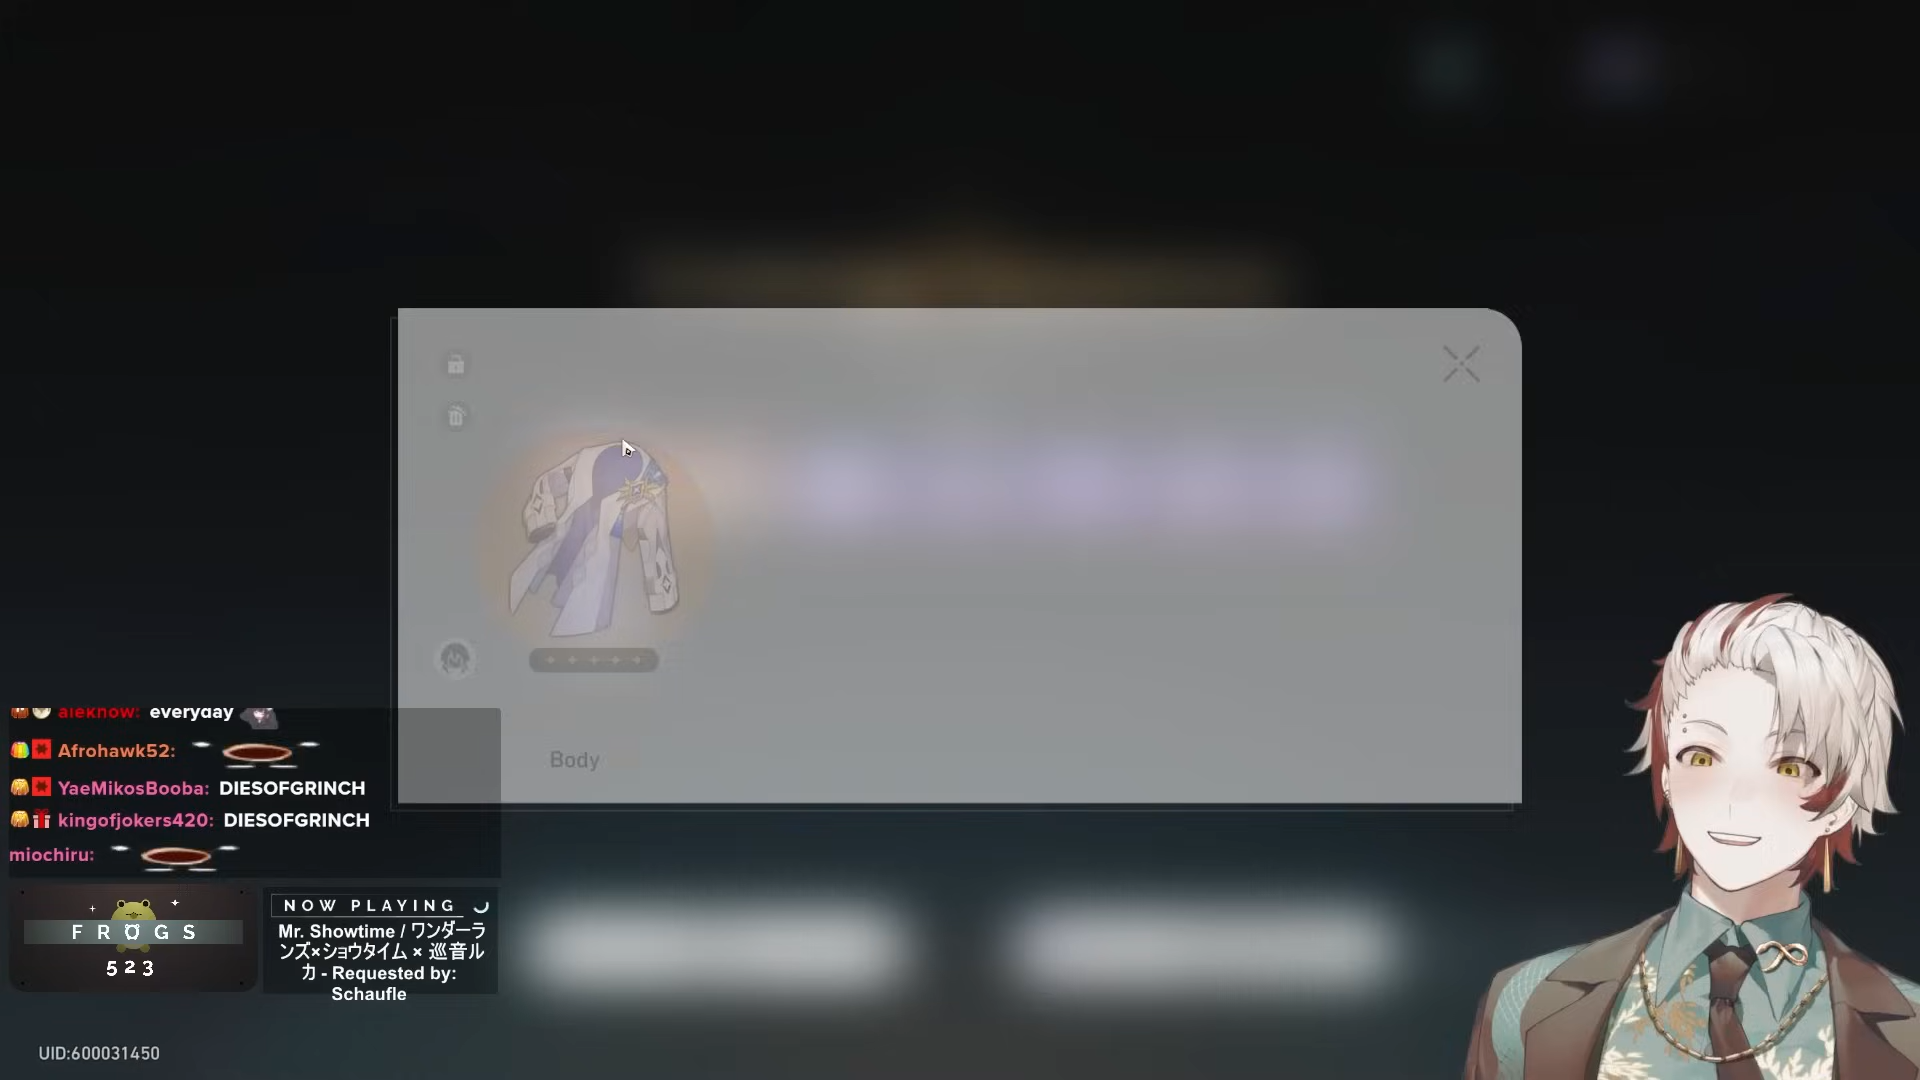 Body
aleknow: everyday
Afrohawk52:
YaeMikosBooba: DIESOFGRINCH
kingofjokers420: DIESOFGRINCH
miochiru:
FROGS
523
NOW PLAYING
Mr. Showtime / ワンダーラ
ンズ×ショウタイム × 巡音ル
カ - Requested by:
Schaufle
UID:600031450